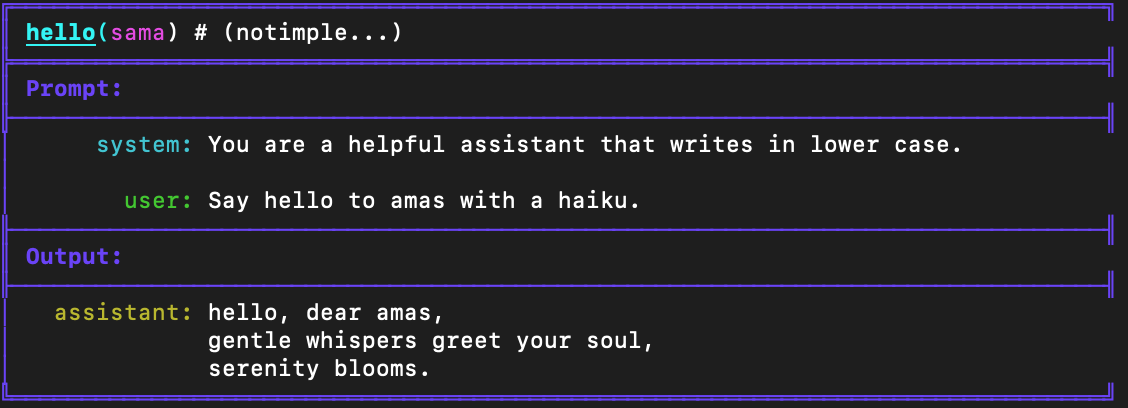 hello(sama) # (notimple...)
Prompt:
system: You are a helpful assistant that writes in lower case.
user: Say hello to amas with a haiku.
Output:
assistant: hello, dear amas,
gentle whispers greet your soul,
serenity blooms.